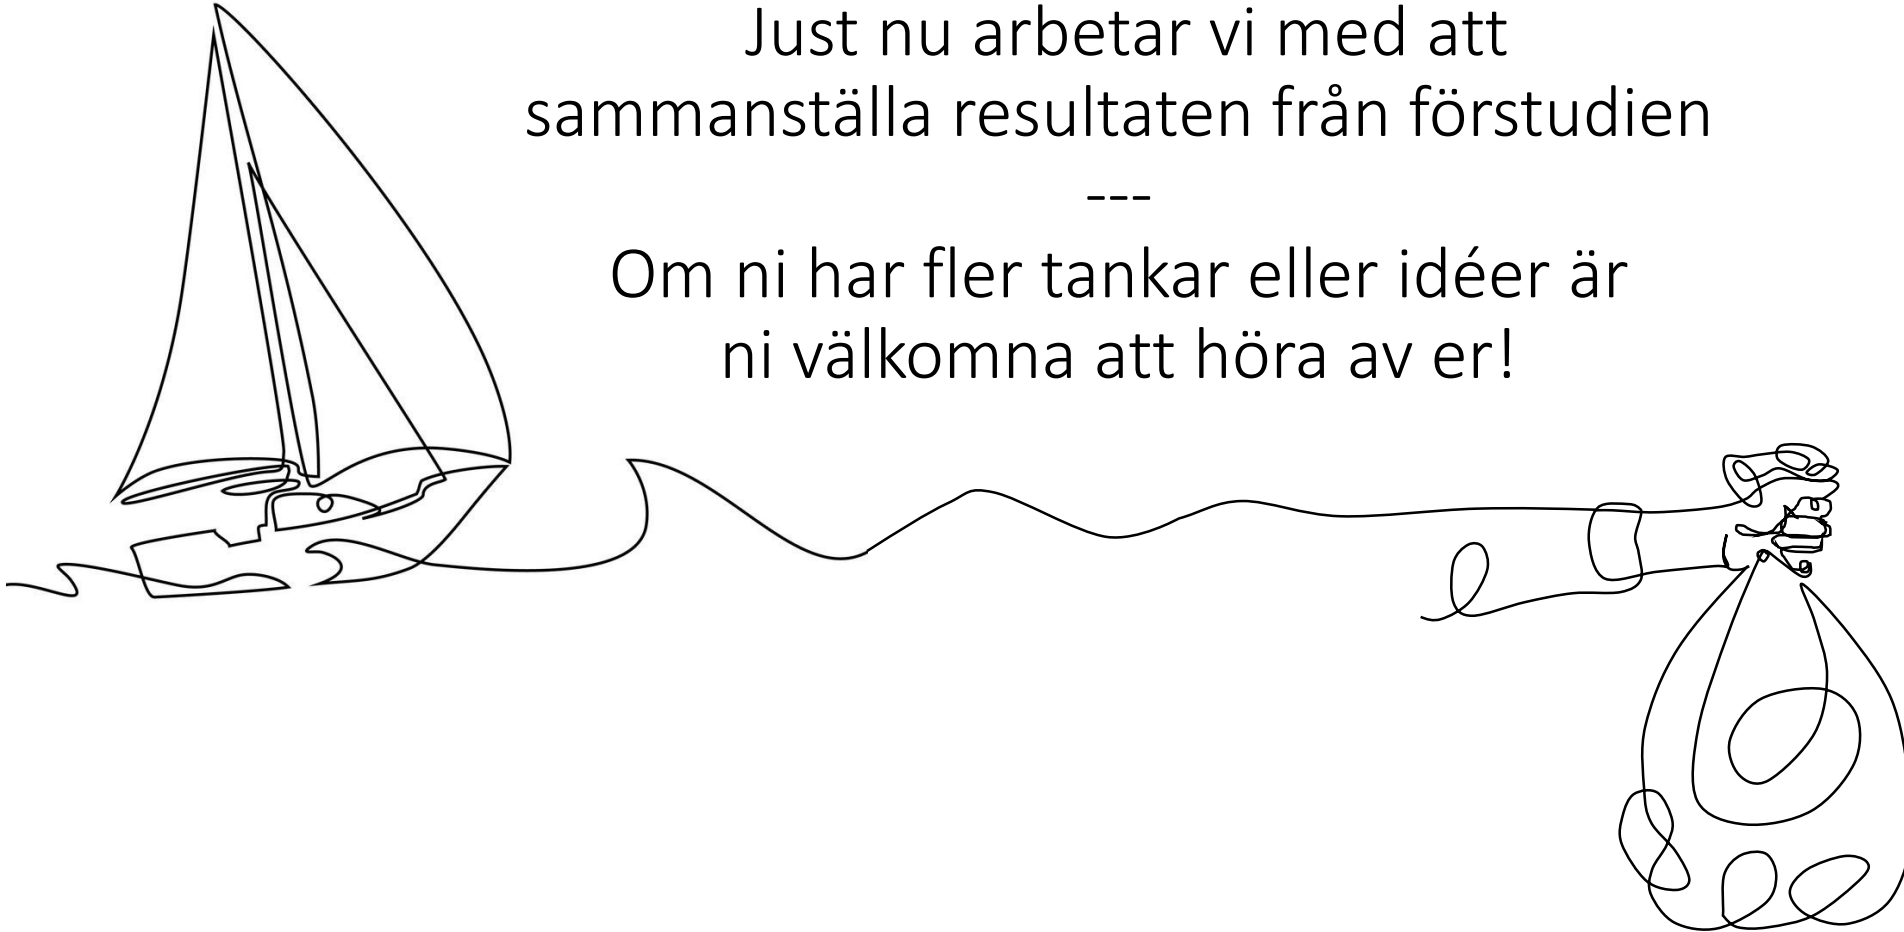 Just nu arbetar vi med att
sammanställa resultaten från förstudien
---
Om ni har fler tankar eller idéer är
ni välkomna att höra av er!